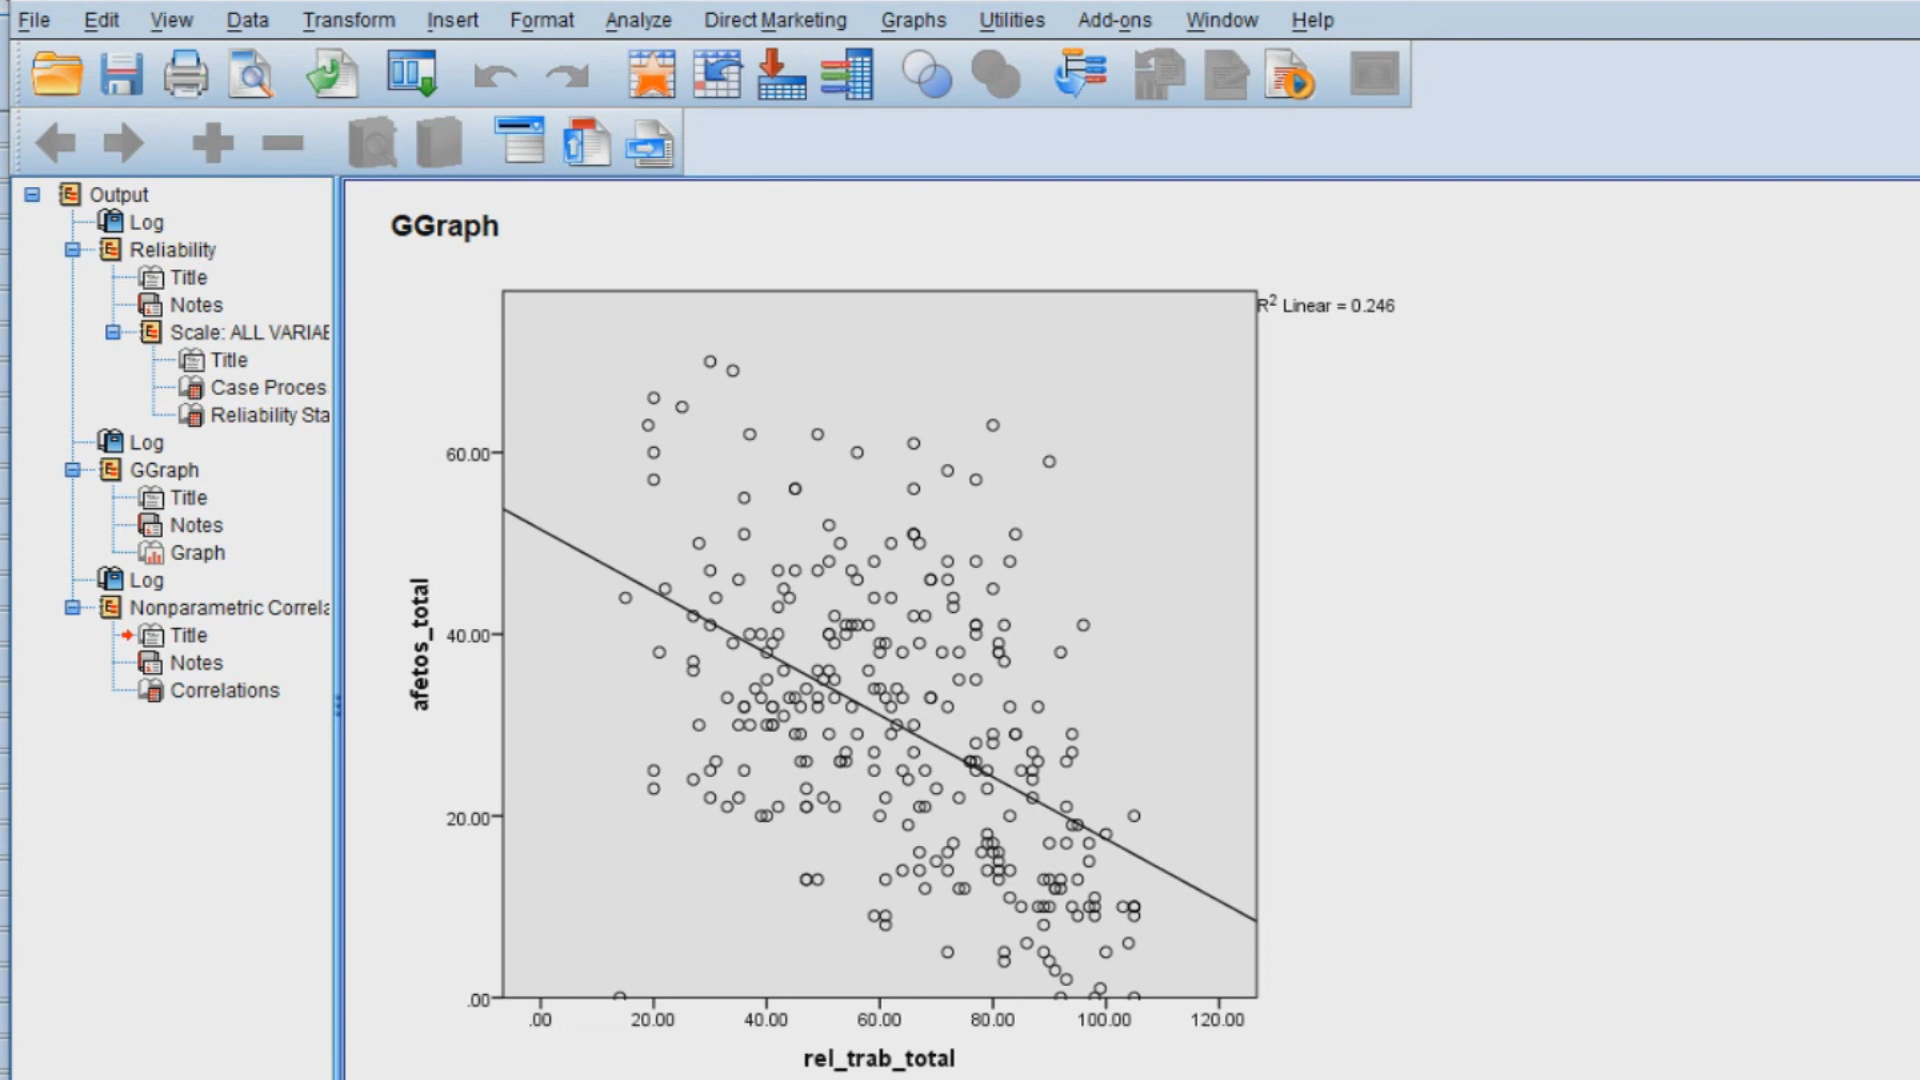 File Edit View Data Transform Insert Format Analyze Direct Marketing Graphs Utilities Add-ons Window Help
Output
Log
Reliability
Title
Notes
Scale: ALL VARIAE
Title
Case Proces
Reliability Sta
Log
GGraph
Title
Notes
Graph
Log
Nonparametric Correla
Title
Notes
Correlations
GGraph
R² Linear = 0.246
60.00
40.00
20.00
.00
afetos_total
.00 20.00 40.00 60.00 80.00 100.00 120.00
rel_trab_total